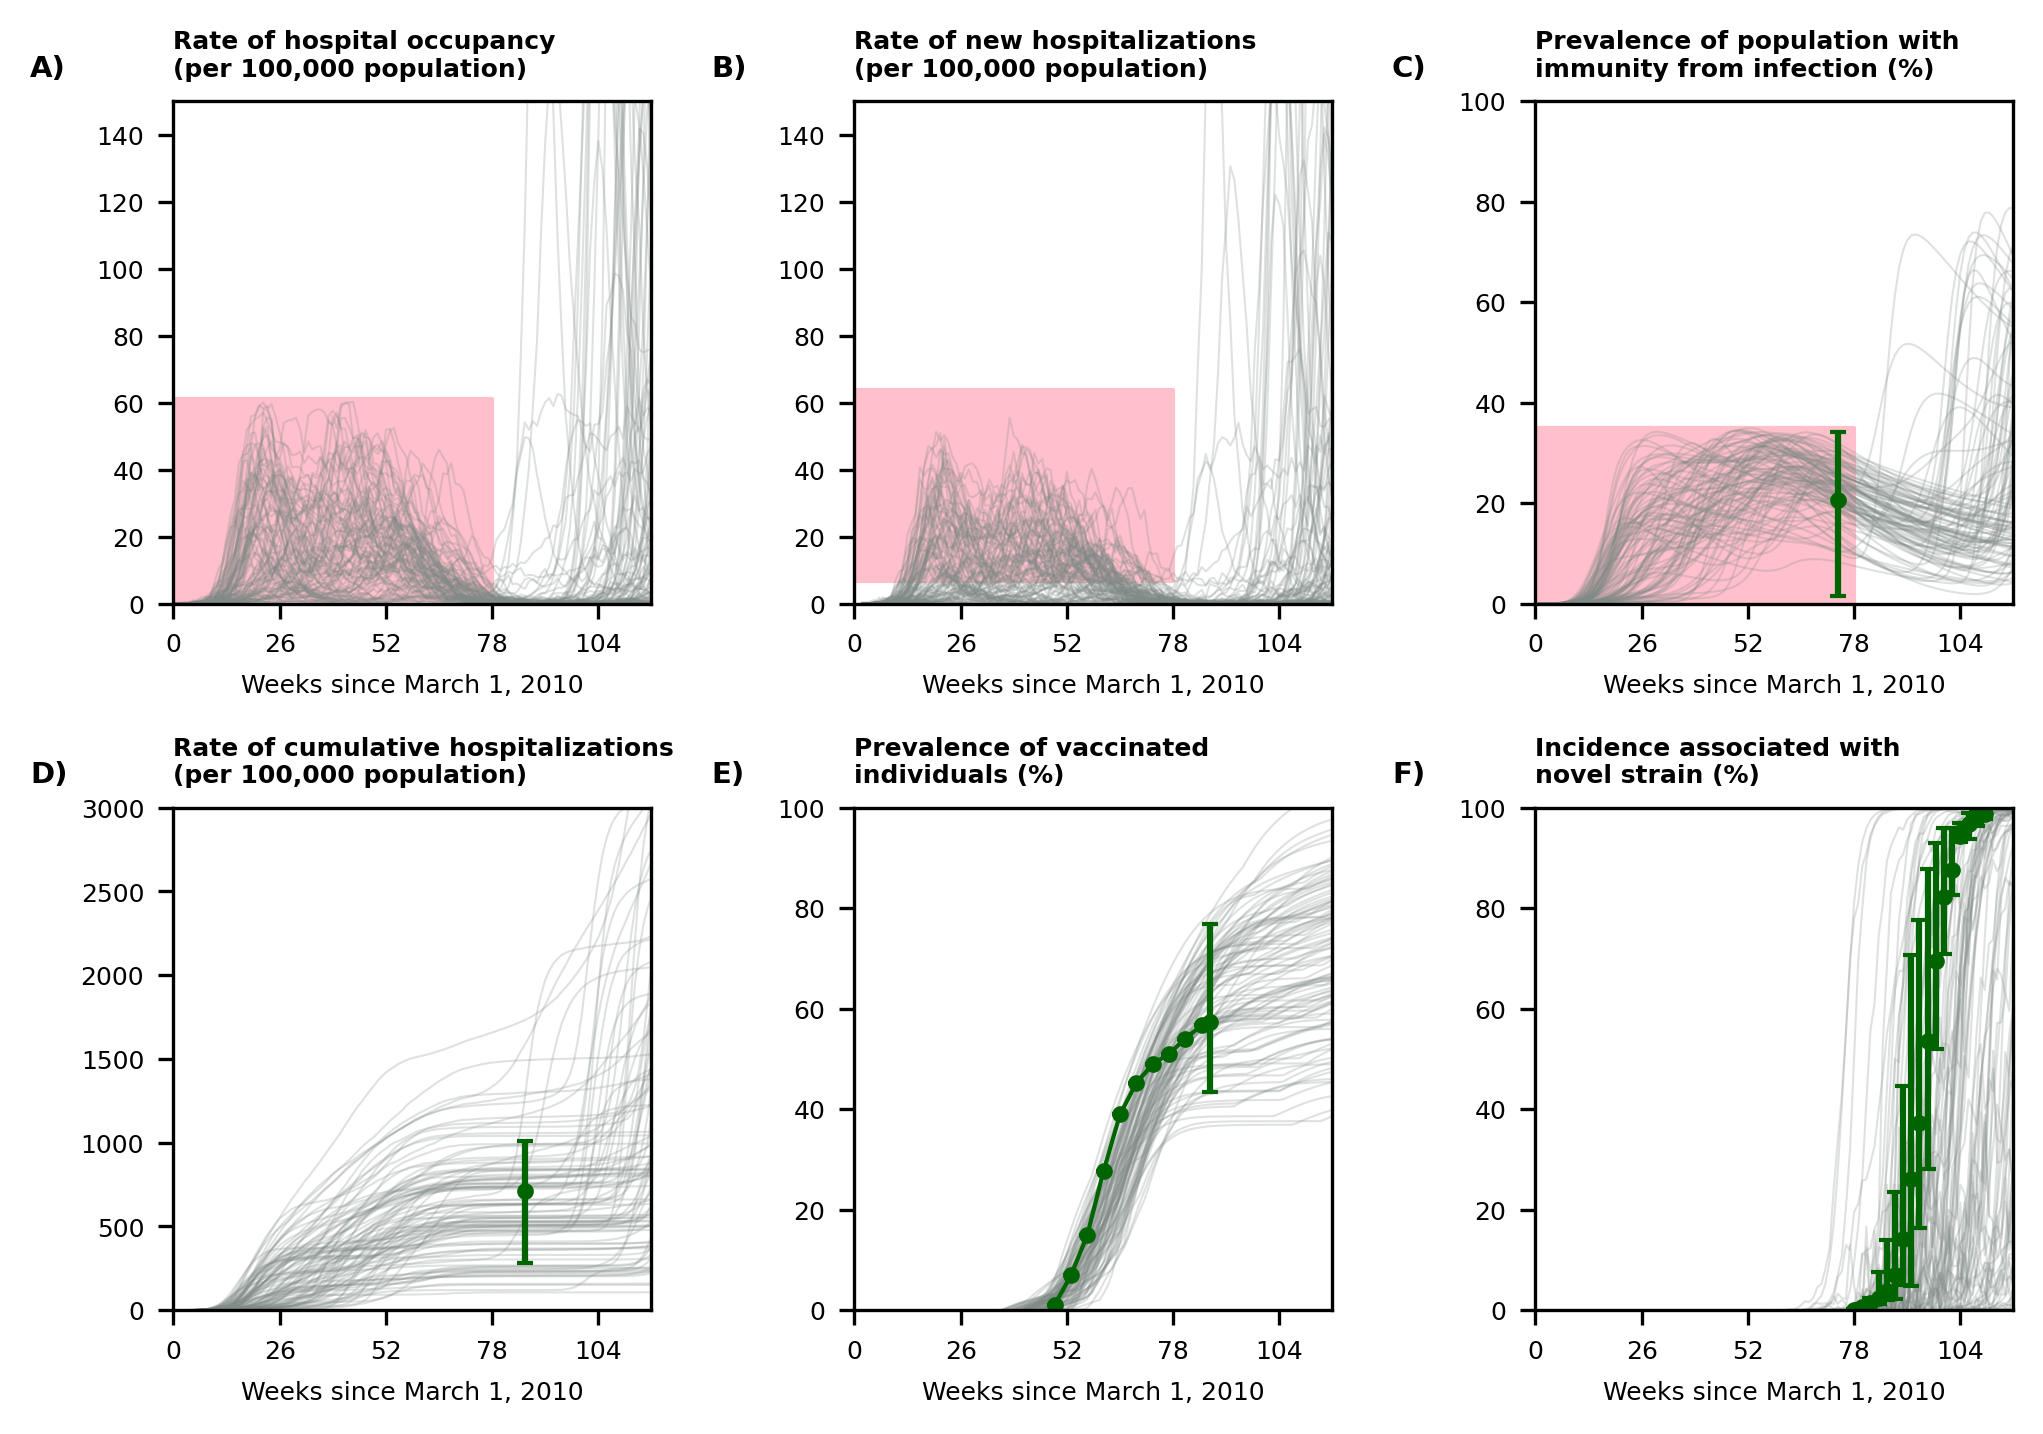 A)
Rate of hospital occupancy
(per 100,000 population)
140
120
100
80
60
40
20
0
0 26 52 78 104
Weeks since March 1, 2010
B)
Rate of new hospitalizations
(per 100,000 population)
140
120
100
80
60
40
20
0
0 26 52 78 104
Weeks since March 1, 2010
C)
Prevalence of population with
immunity from infection (%)
100
80
60
40
20
0
0 26 52 78 104
Weeks since March 1, 2010
D)
Rate of cumulative hospitalizations
(per 100,000 population)
3000
2500
2000
1500
1000
500
0
0 26 52 78 104
Weeks since March 1, 2010
E)
Prevalence of vaccinated
individuals (%)
100
80
60
40
20
0
0 26 52 78 104
Weeks since March 1, 2010
F)
Incidence associated with
novel strain (%)
100
80
60
40
20
0
0 26 52 78 104
Weeks since March 1, 2010